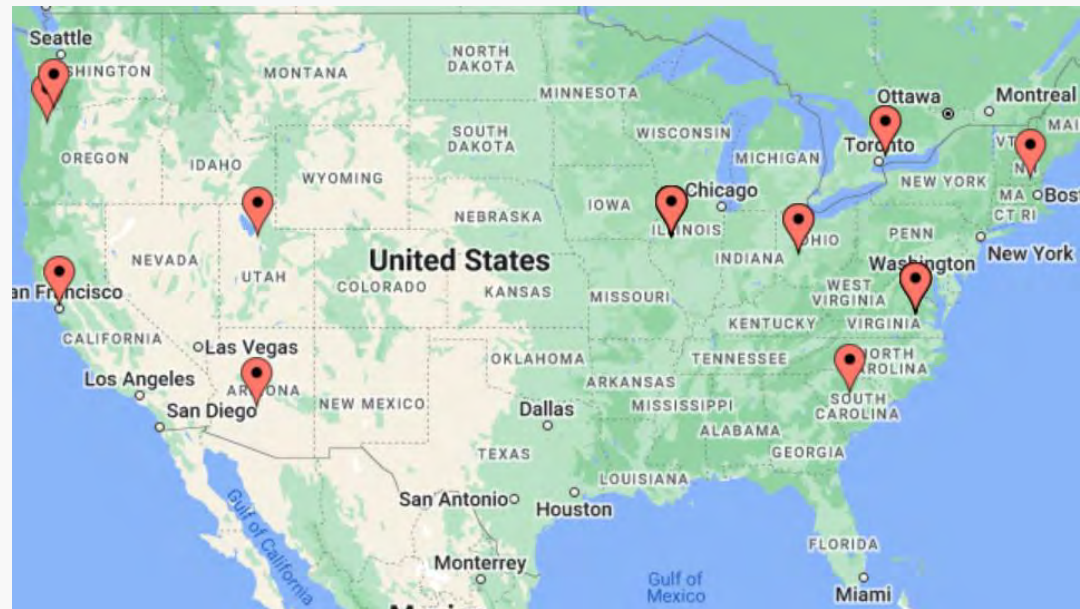 Seattle
SHINGTON
MONTANA
NORTH
DAKOTA
MINNESOTA
Ottawa
Montreal
MAI
OREGON
IDAHO
SOUTH
DAKOTA
WISCONSIN
MICHIGAN
Toronto
VT
N
WYOMING
NEW YORK
MA
Bost
CT RI
IOWA
Chicago
NEBRASKA
ILLINOIS
OHIO
PENN
New York
NEVADA
UTAH
United States
INDIANA
Washington
COLORADO
KANSAS
MISSOURI
WEST
VIRGINIA
an Francisco
KENTUCKY
VIRGINIA
CALIFORNIA
Las Vegas
OKLAHOMA
TENNESSEE
NORTH
ROLINA
Los Angeles
ARIZONA
NEW MEXICO
ARKANSAS
San Diego
Dallas
MISSISSIPPI
SOUTH
CAROLINA
ALABAMA
TEXAS
GEORGIA
LOUISIANA
San Antonio
Houston
Gulf of California
FLORIDA
Monterrey
Gulf of
Mexico
Miami